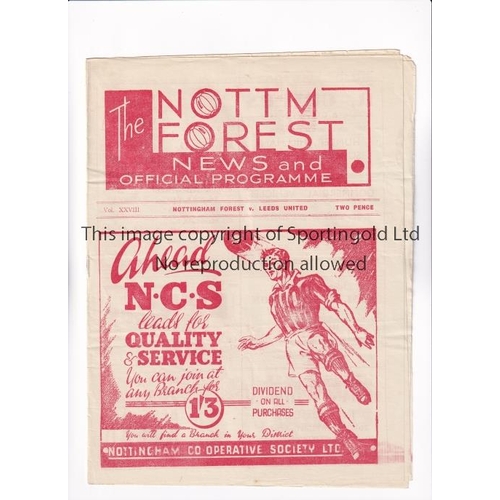 The NOTTM
FOREST
NEWS and
OFFICIAL PROGRAMME
Vol. XXVIII NOTTINGHAM FOREST v. LEEDS UNITED TWO PENCE
This image copyright of Sportingold Ltd
No reproduction allowed
Ahead
N·C·S
leads for
QUALITY
& SERVICE
You can join at
any Branch for
1'3
DIVIDEND
· ON ALL ·
PURCHASES
You will find a Branch in Your District
NOTTINGHAM CO OPERATIVE SOCIETY LTD.